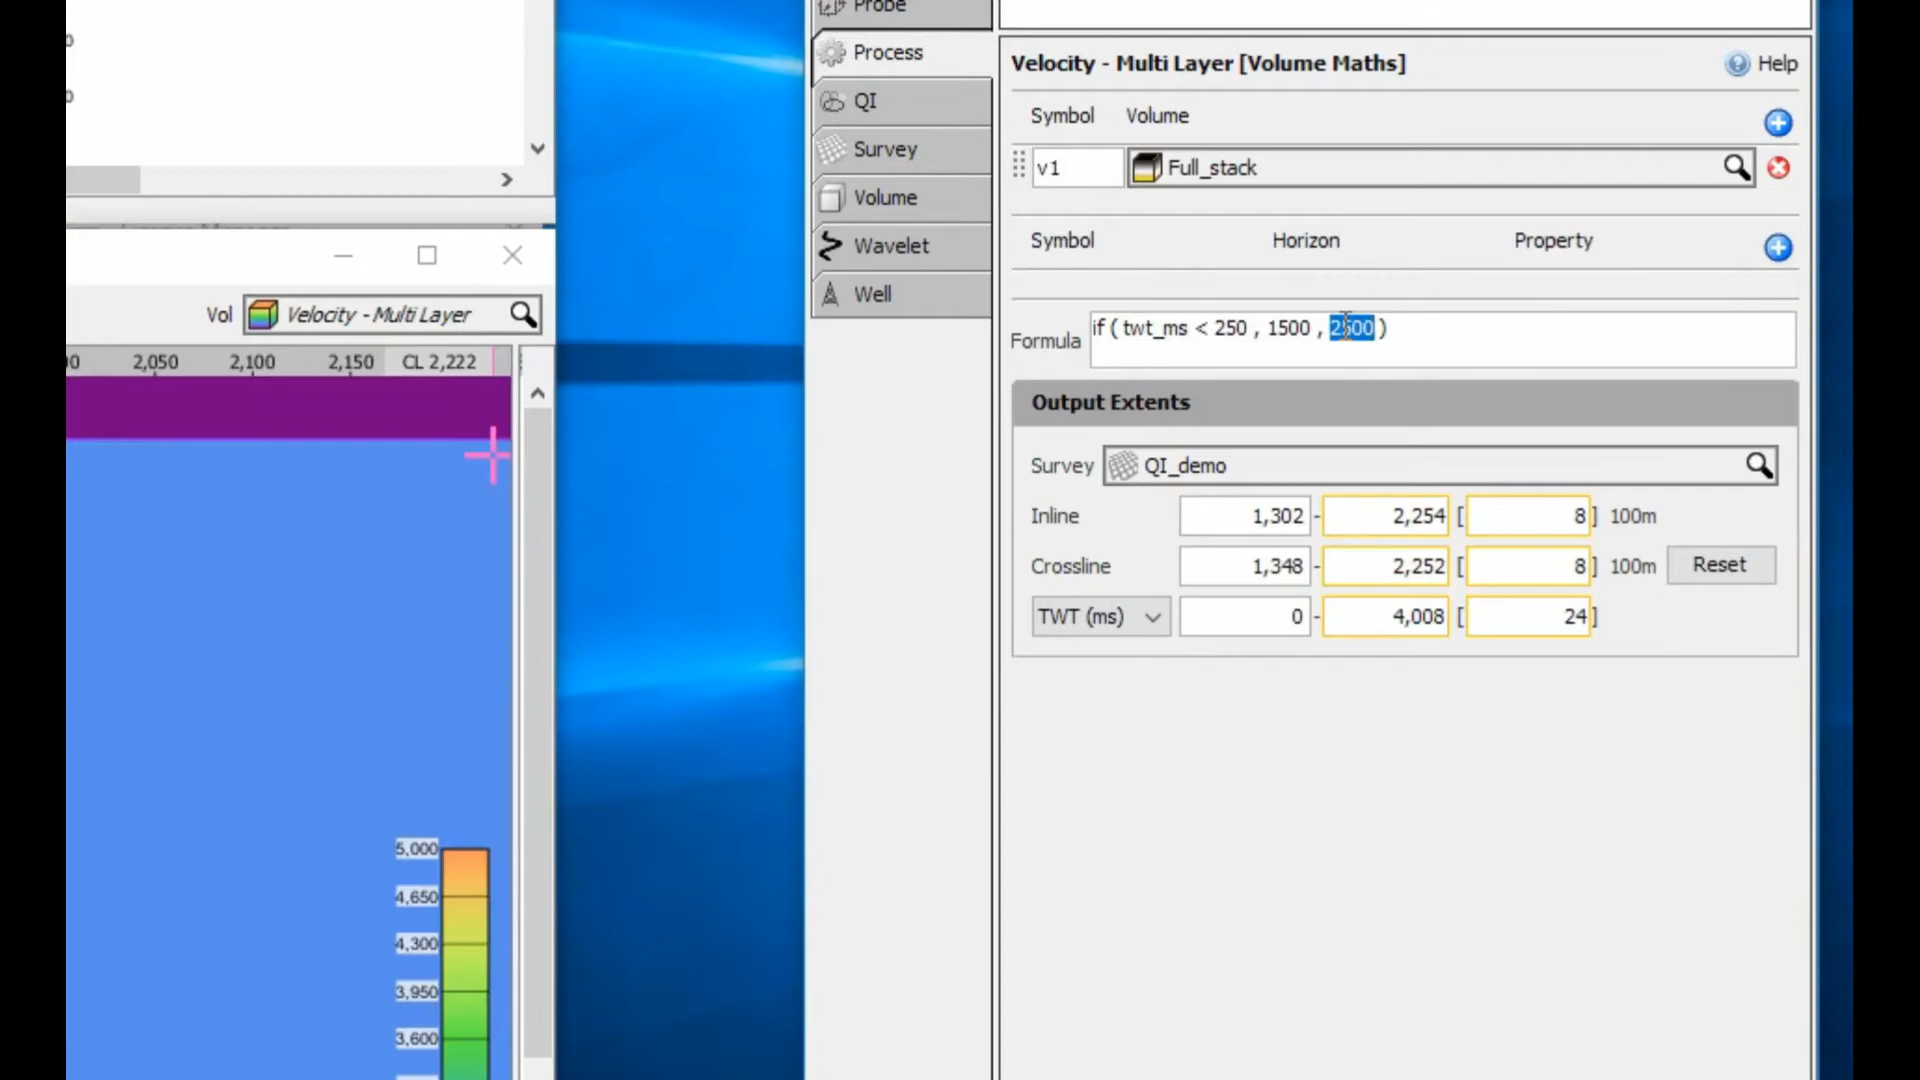 Probe
Process
QI
Survey
Volume
Wavelet
Well
0
0
Vol Velocity - Multi Layer
00 2,050 2,100 2,150 CL 2,222
5,000
4,650
4,300
3,950
3,600
Velocity - Multi Layer [Volume Maths] Help
Symbol Volume
v1 Full_stack
Symbol Horizon Property
Formula if ( twt_ms < 250 , 1500 , 2500 )
Output Extents
Survey QI_demo
Inline 1,302 - 2,254 [ 8 ] 100m
Crossline 1,348 - 2,252 [ 8 ] 100m Reset
TWT (ms) 0 - 4,008 [ 24 ]